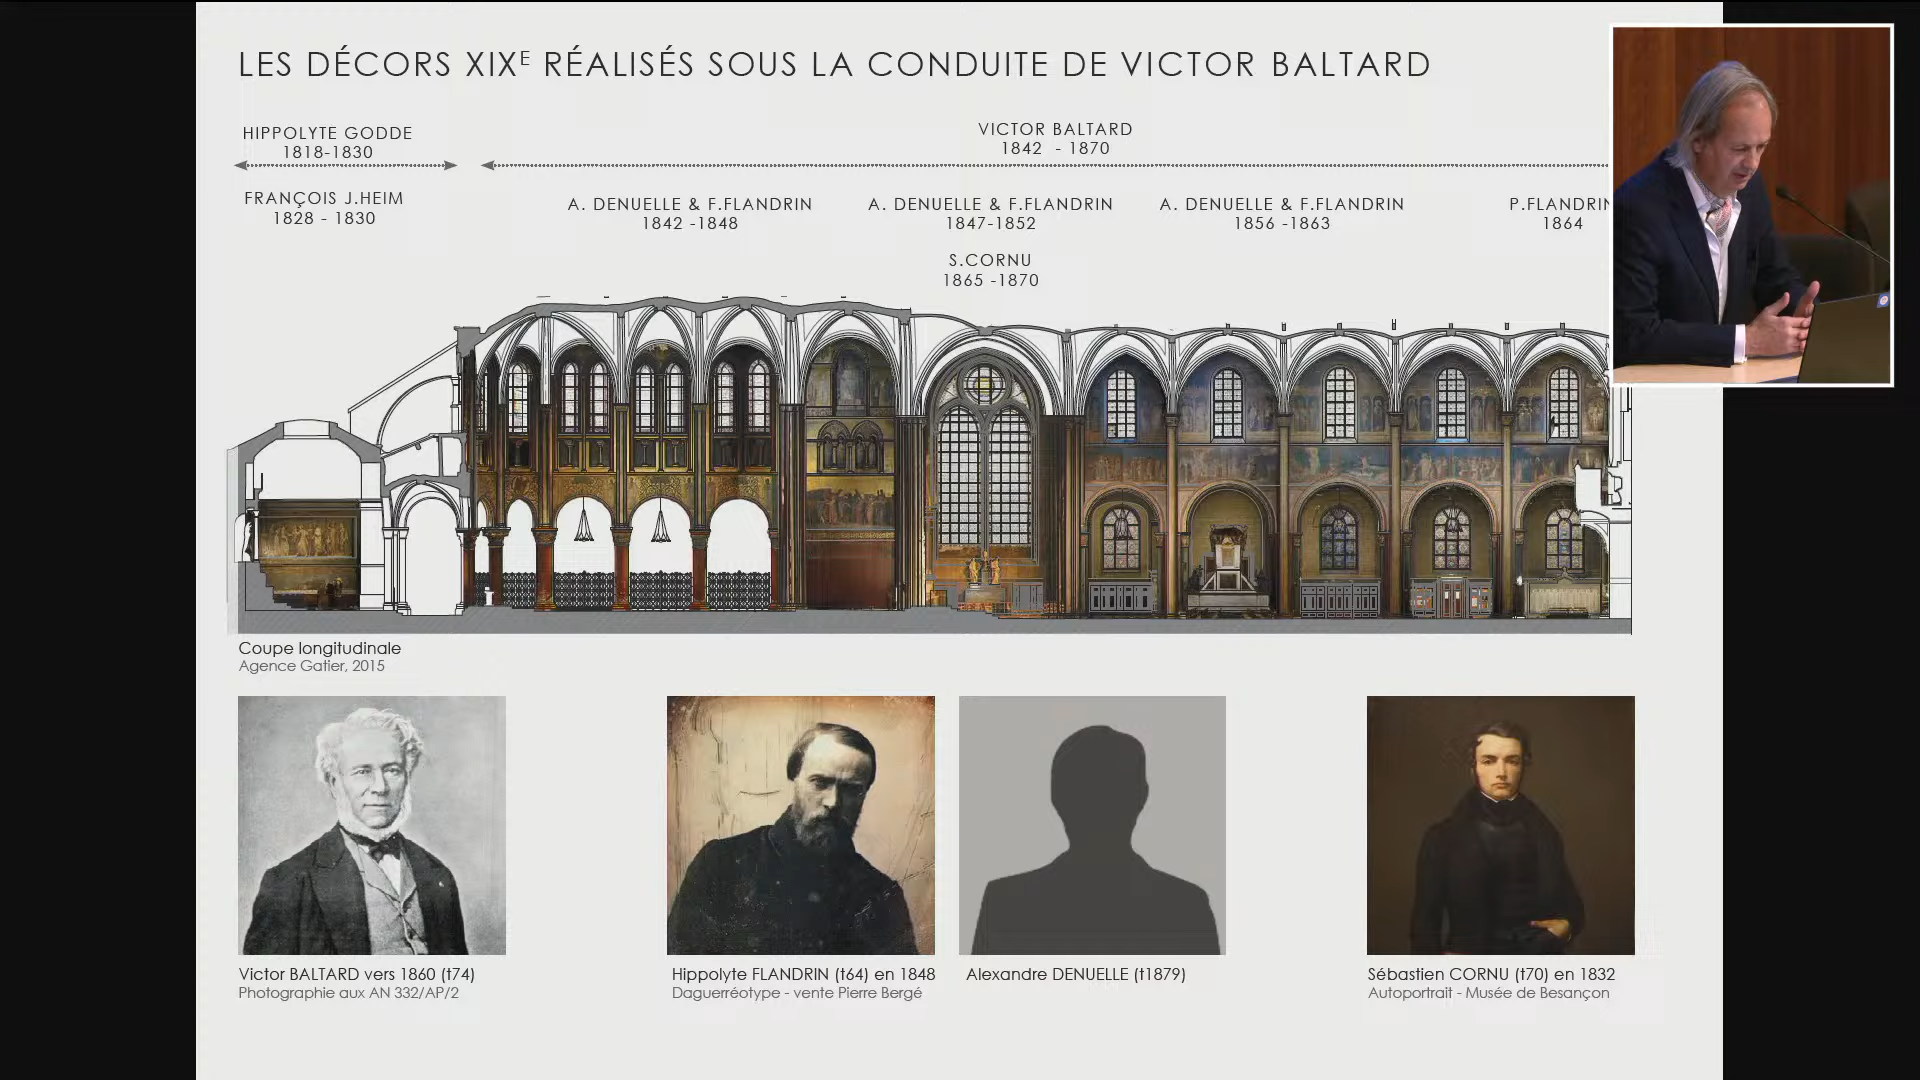 LES DÉCORS XIXE RÉALISÉS SOUS LA CONDUITE DE VICTOR BALTARD
HIPPOLYTE GODDE
1818-1830
VICTOR BALTARD
1842 - 1870
FRANÇOIS J.HEIM
1828 - 1830
A. DENUELLE & F.FLANDRIN
1842 -1848
A. DENUELLE & F.FLANDRIN
1847-1852
A. DENUELLE & F.FLANDRIN
1856 -1863
P.FLANDRIN
1864
S.CORNU
1865 -1870
Coupe longitudinale
Agence Gatier, 2015
Victor BALTARD vers 1860 (†74)
Photographie aux AN 332/AP/2
Hippolyte FLANDRIN (†64) en 1848
Daguerréotype - vente Pierre Bergé
Alexandre DENUELLE (†1879)
Sébastien CORNU (†70) en 1832
Autoportrait - Musée de Besançon